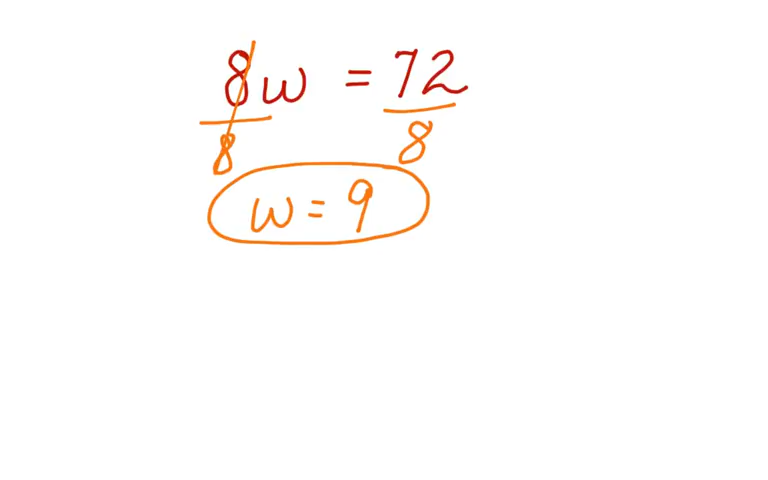 8w = 72
8 8
w = 9